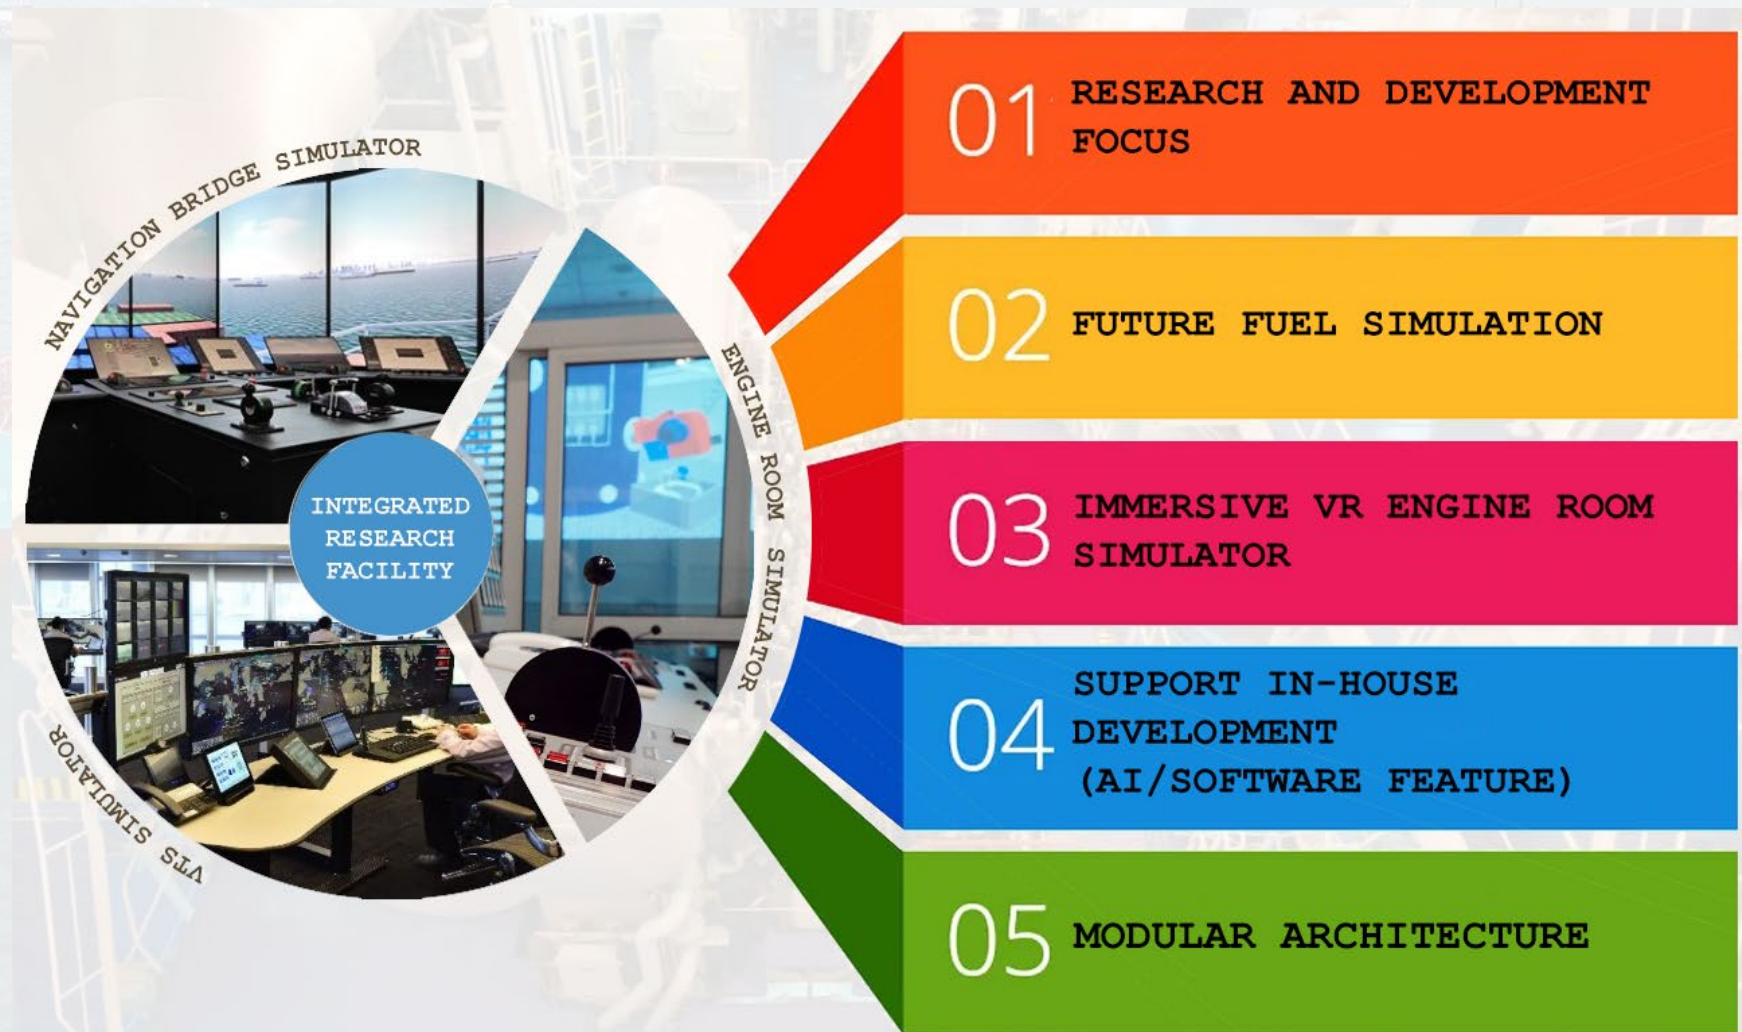 NAVIGATION BRIDGE SIMULATOR
ENGINE ROOM SIMULATOR
VTS SIMULATOR
INTEGRATED
RESEARCH
FACILITY
01
RESEARCH AND DEVELOPMENT
FOCUS
02
FUTURE FUEL SIMULATION
03
IMMERSIVE VR ENGINE ROOM
SIMULATOR
04
SUPPORT IN-HOUSE
DEVELOPMENT
(AI/SOFTWARE FEATURE)
05
MODULAR ARCHITECTURE